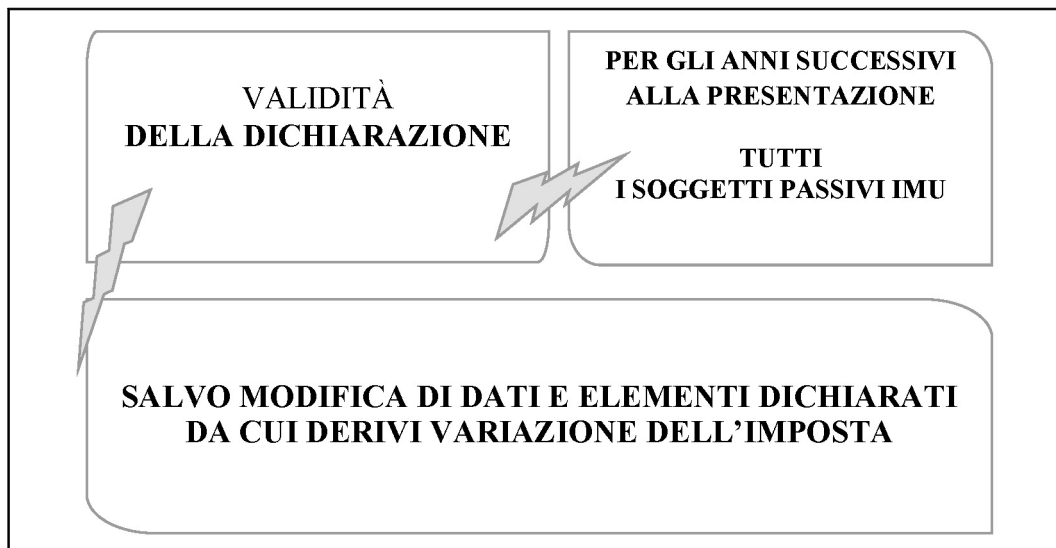 VALIDITÀ
DELLA DICHIARAZIONE
PER GLI ANNI SUCCESSIVI
ALLA PRESENTAZIONE
TUTTI
I SOGGETTI PASSIVI IMU
SALVO MODIFICA DI DATI E ELEMENTI DICHIARATI
DA CUI DERIVI VARIAZIONE DELL’IMPOSTA